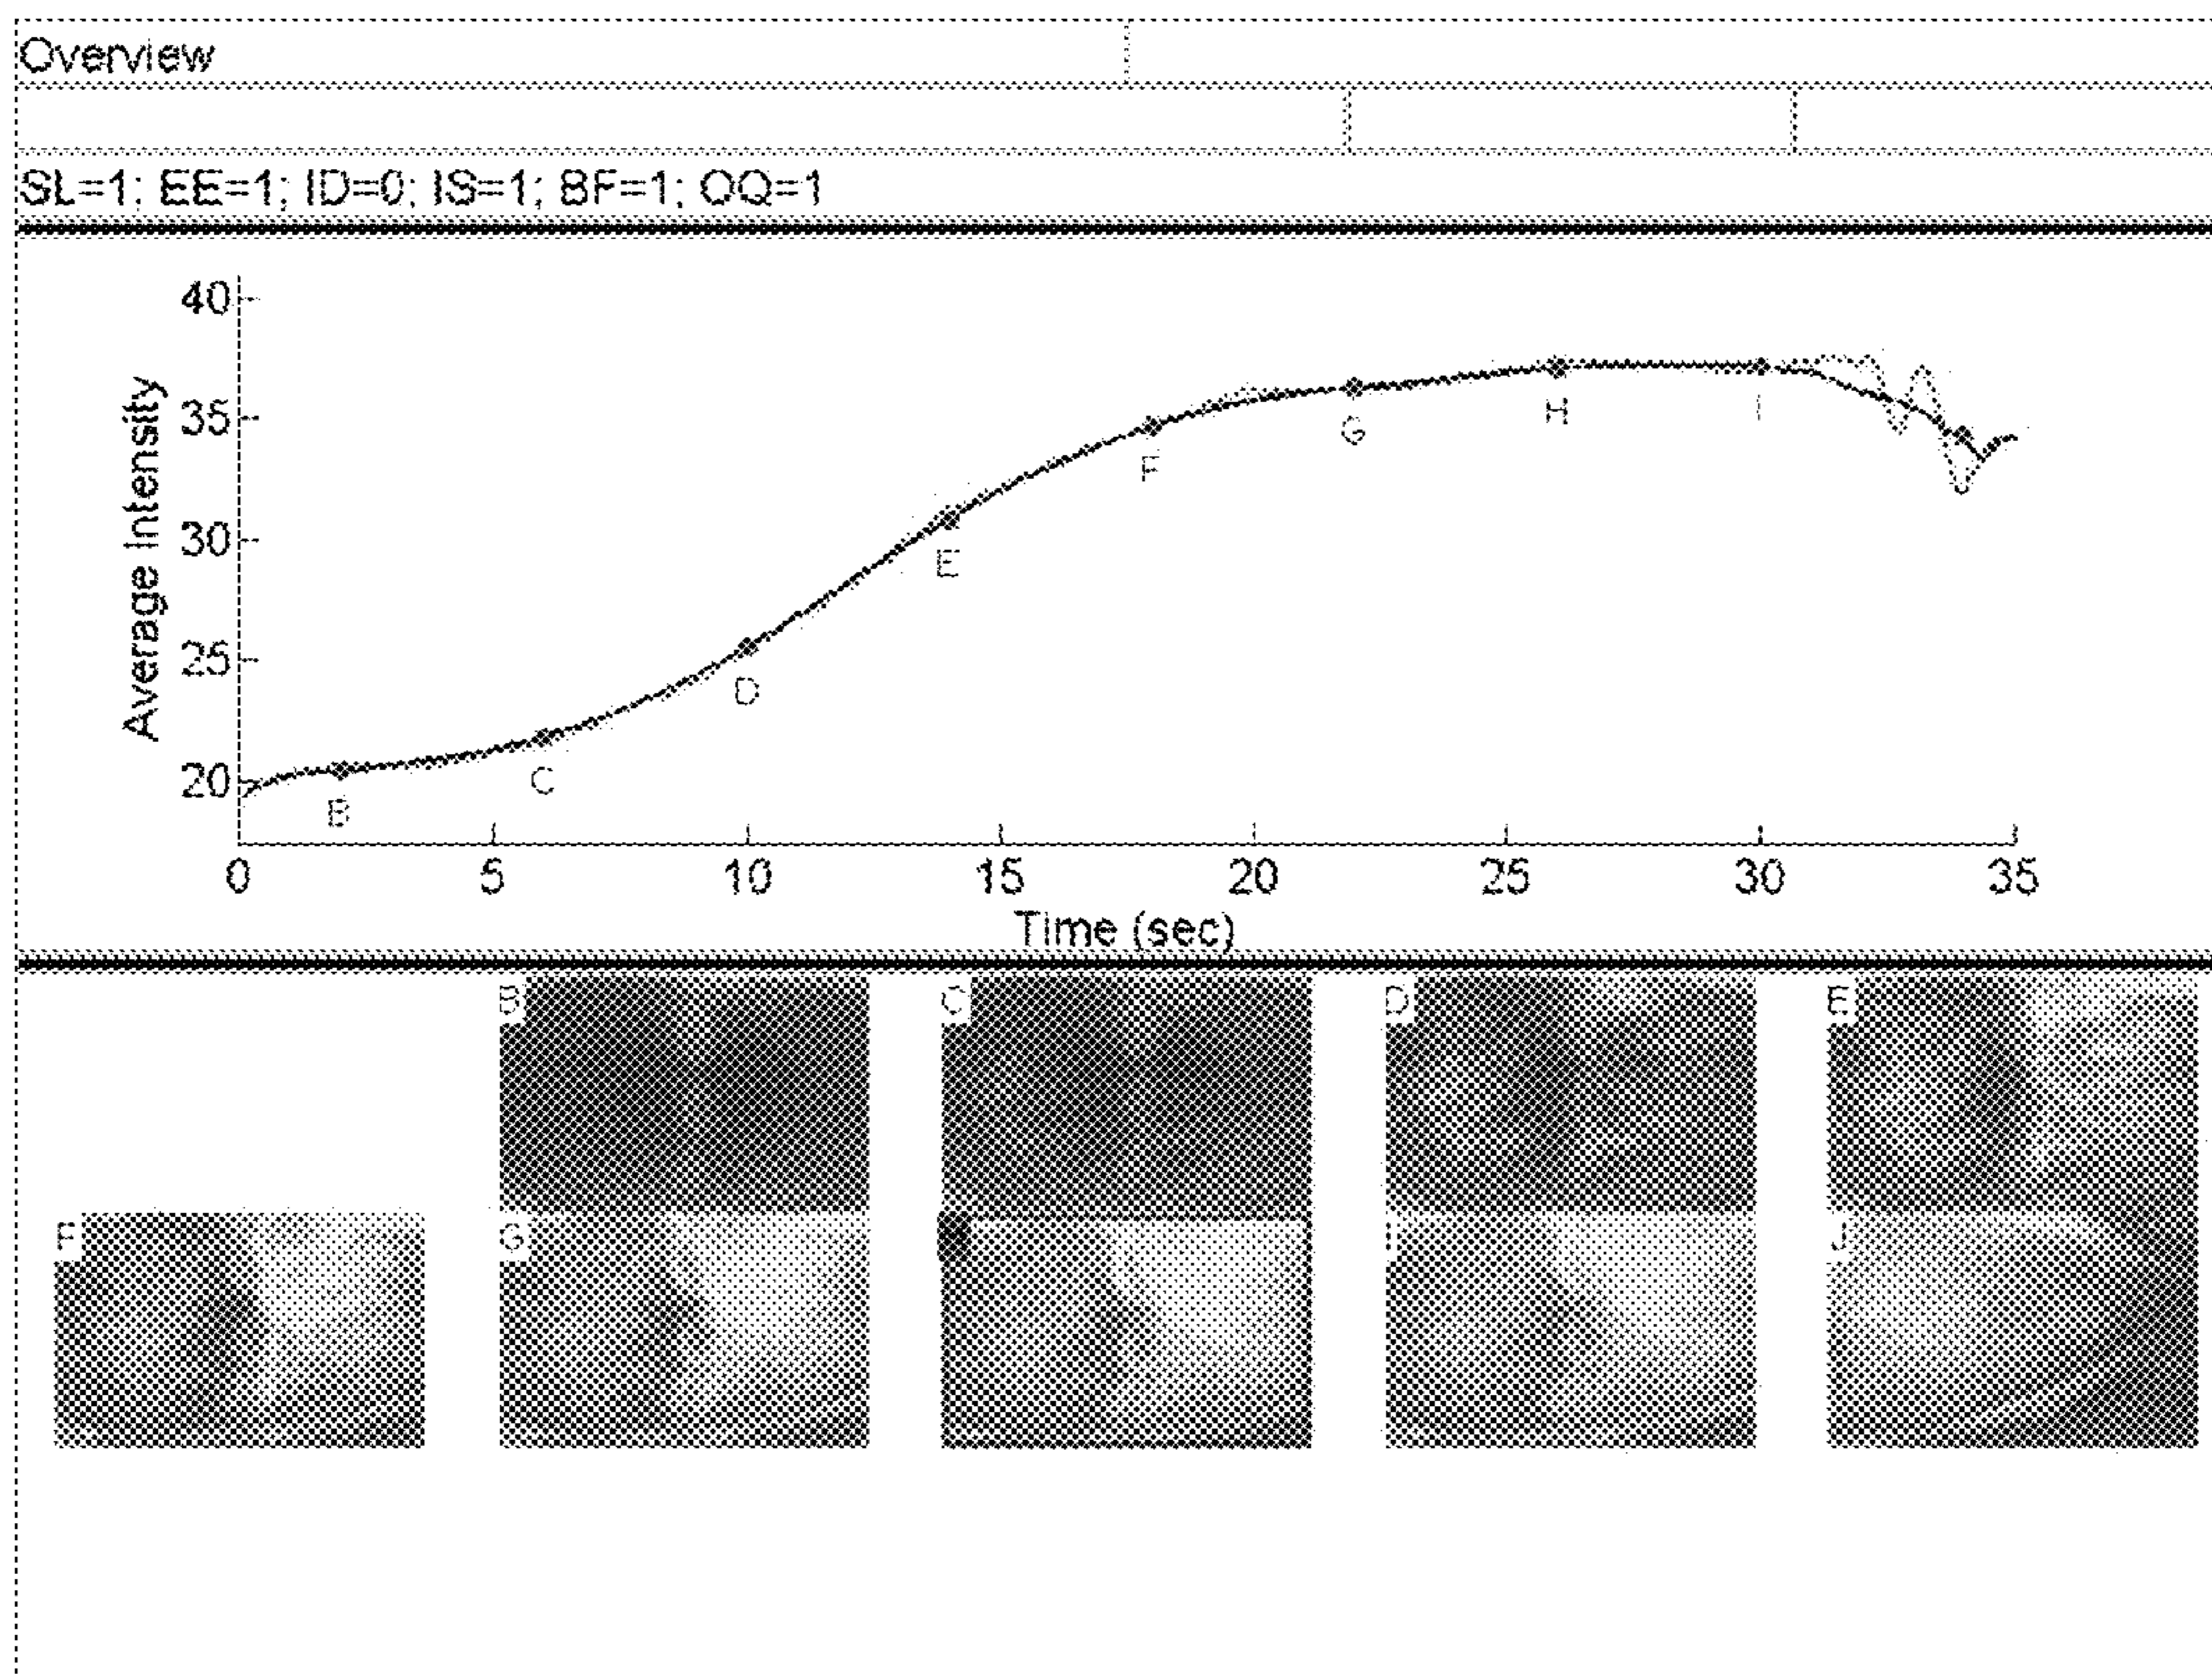 Overview
SL=1; EE=1; ID=0; IS=1; BF=1; OQ=1
40
35
30
25
20
Average Intensity
B
C
D
E
F
G
H
I
0 5 10 15 20 25 30 35
Time (sec)
B C D E
F G I J